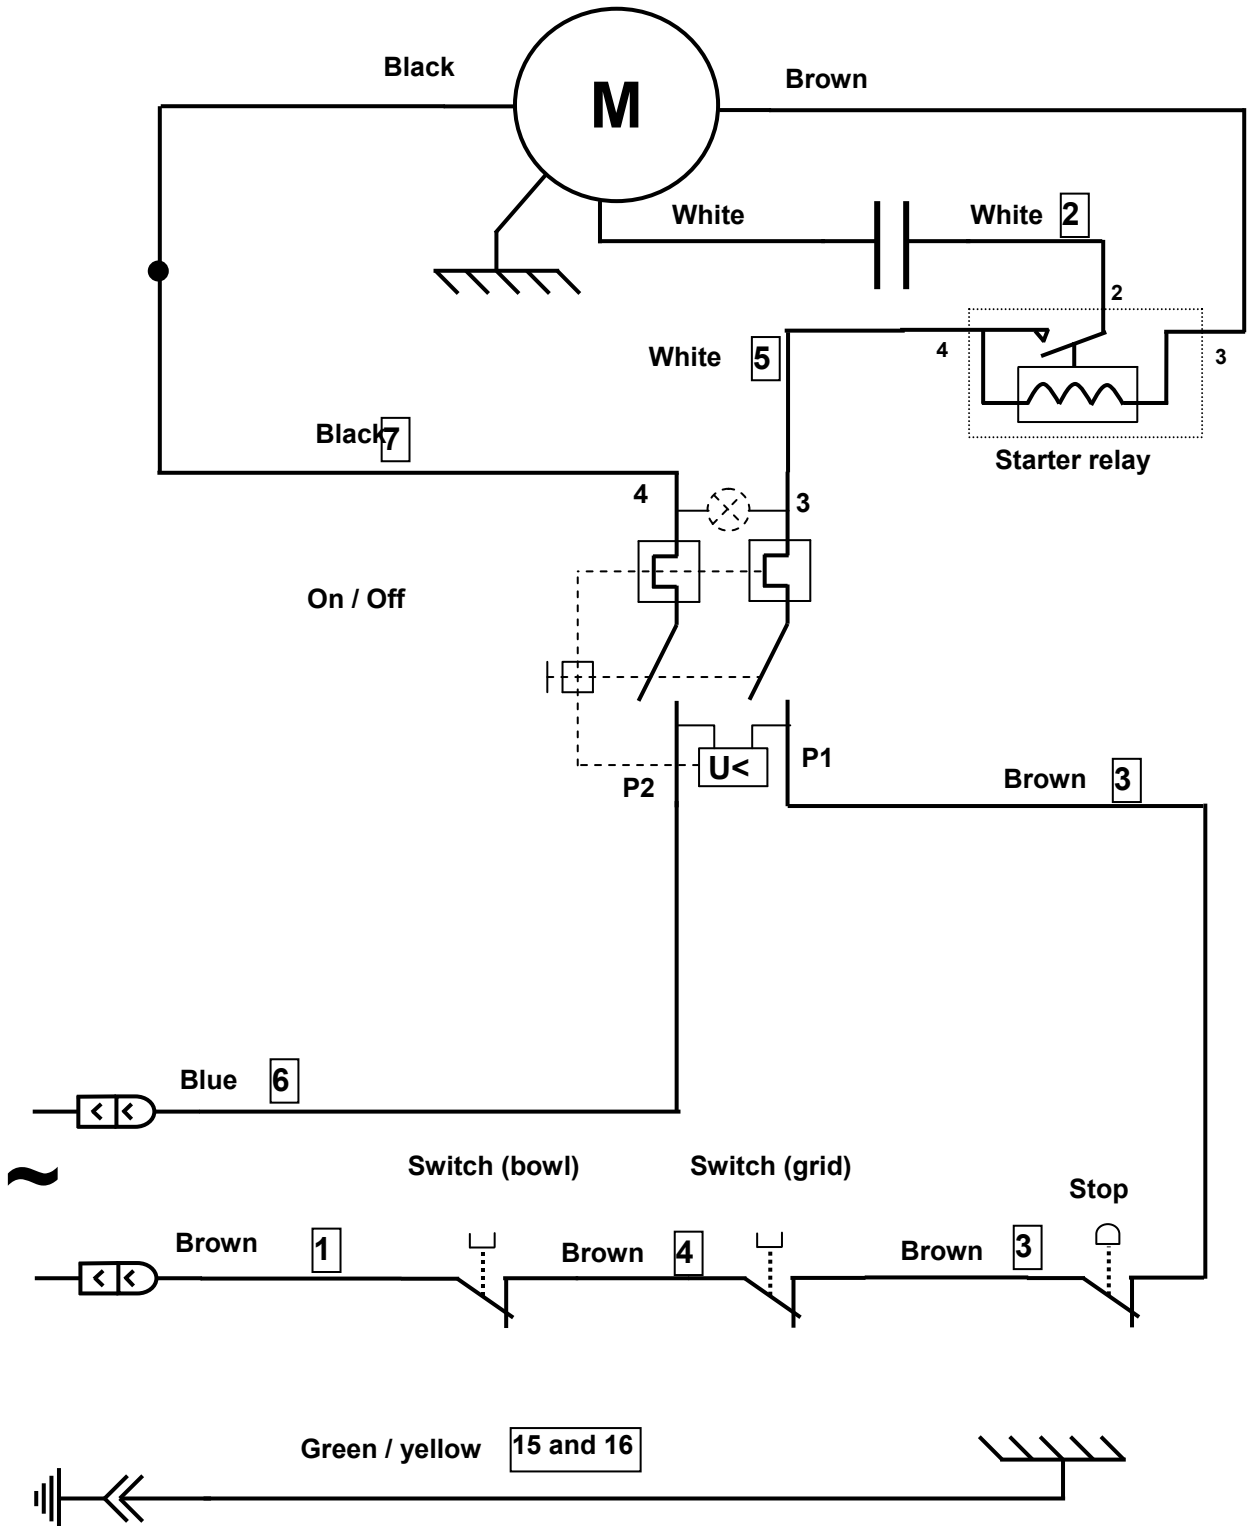 Black
M
Brown
White
White 2
2
White 5
4
3
Black 7
Starter relay
4
3
On / Off
U<
P1
P2
Brown 3
Blue 6
~
Switch (bowl)
Switch (grid)
Stop
Brown 1
Brown 4
Brown 3
Green / yellow 15 and 16